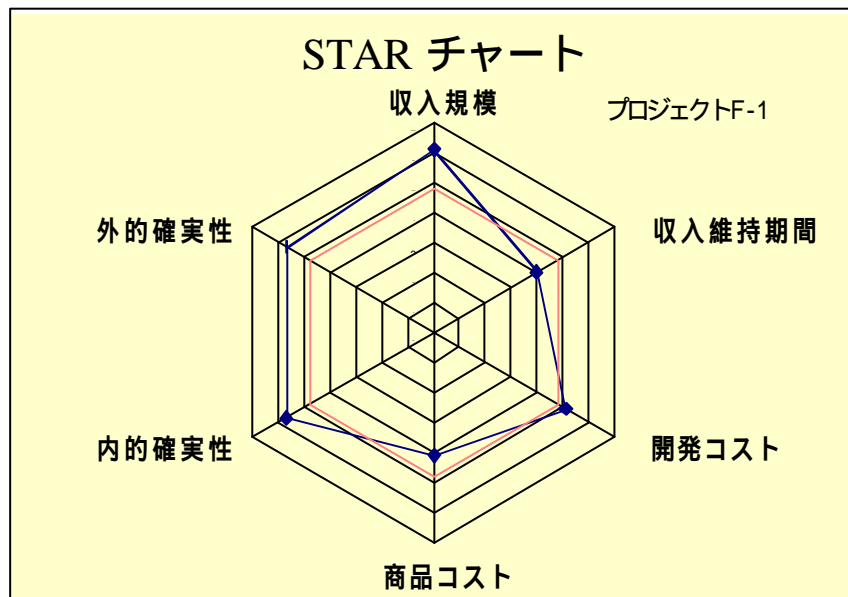 STAR チャート
収入規模
プロジェクトF-1
外的確実性
収入維持期間
内的確実性
開発コスト
商品コスト